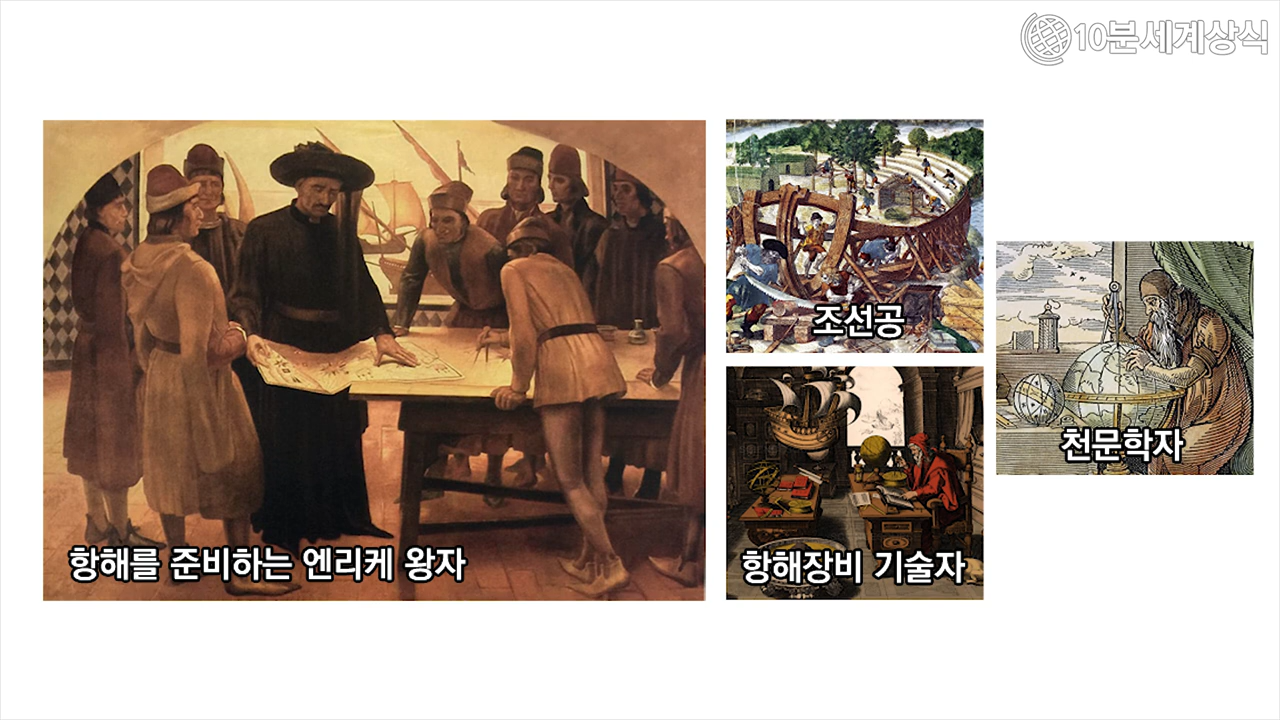 10분세계상식
항해를 준비하는 엔리케 왕자
조선공
항해장비 기술자
천문학자